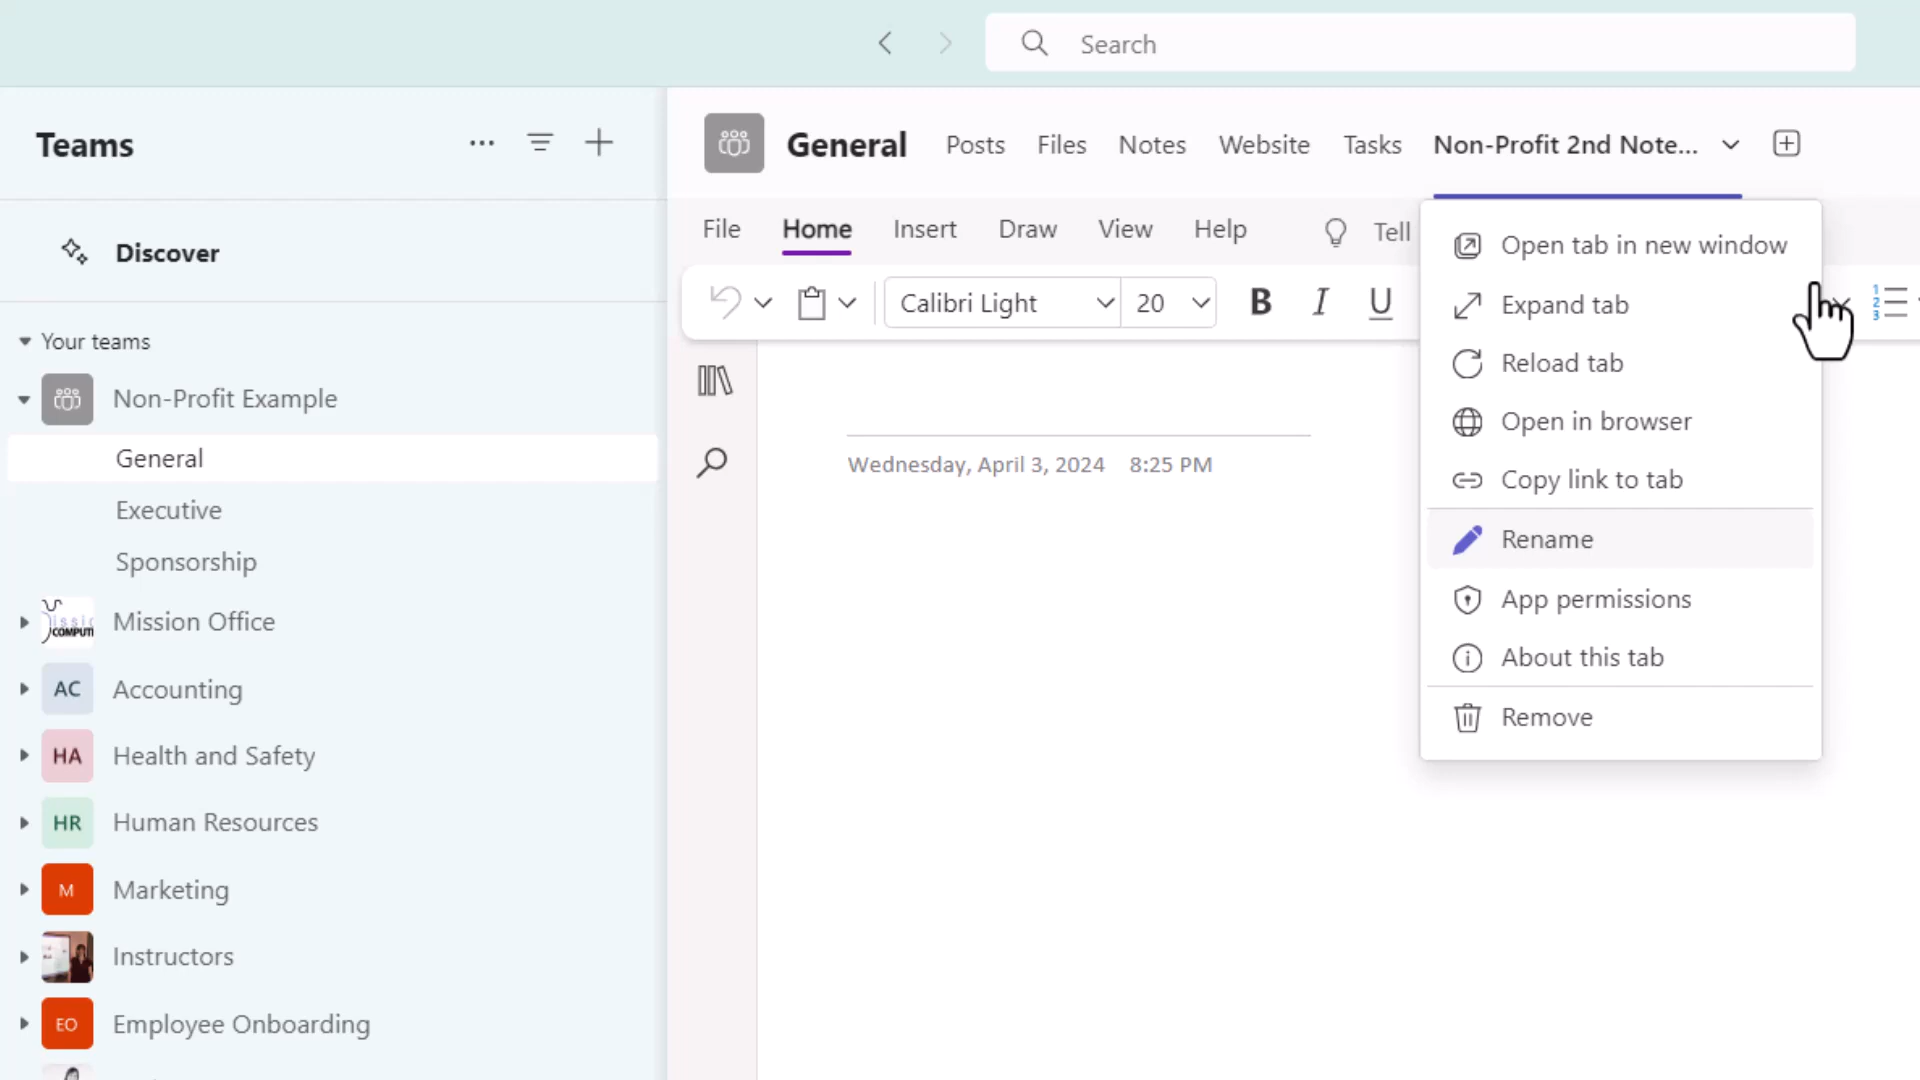 Search
Teams
Discover
Your teams
Non-Profit Example
General
Executive
Sponsorship
Mission Office
AC Accounting
HA Health and Safety
HR Human Resources
M Marketing
Instructors
EO Employee Onboarding
General Posts Files Notes Website Tasks Non-Profit 2nd Note...
File Home Insert Draw View Help Tell
Calibri Light 20 B I U
Wednesday, April 3, 2024 8:25 PM
Open tab in new window
Expand tab
Reload tab
Open in browser
Copy link to tab
Rename
App permissions
About this tab
Remove